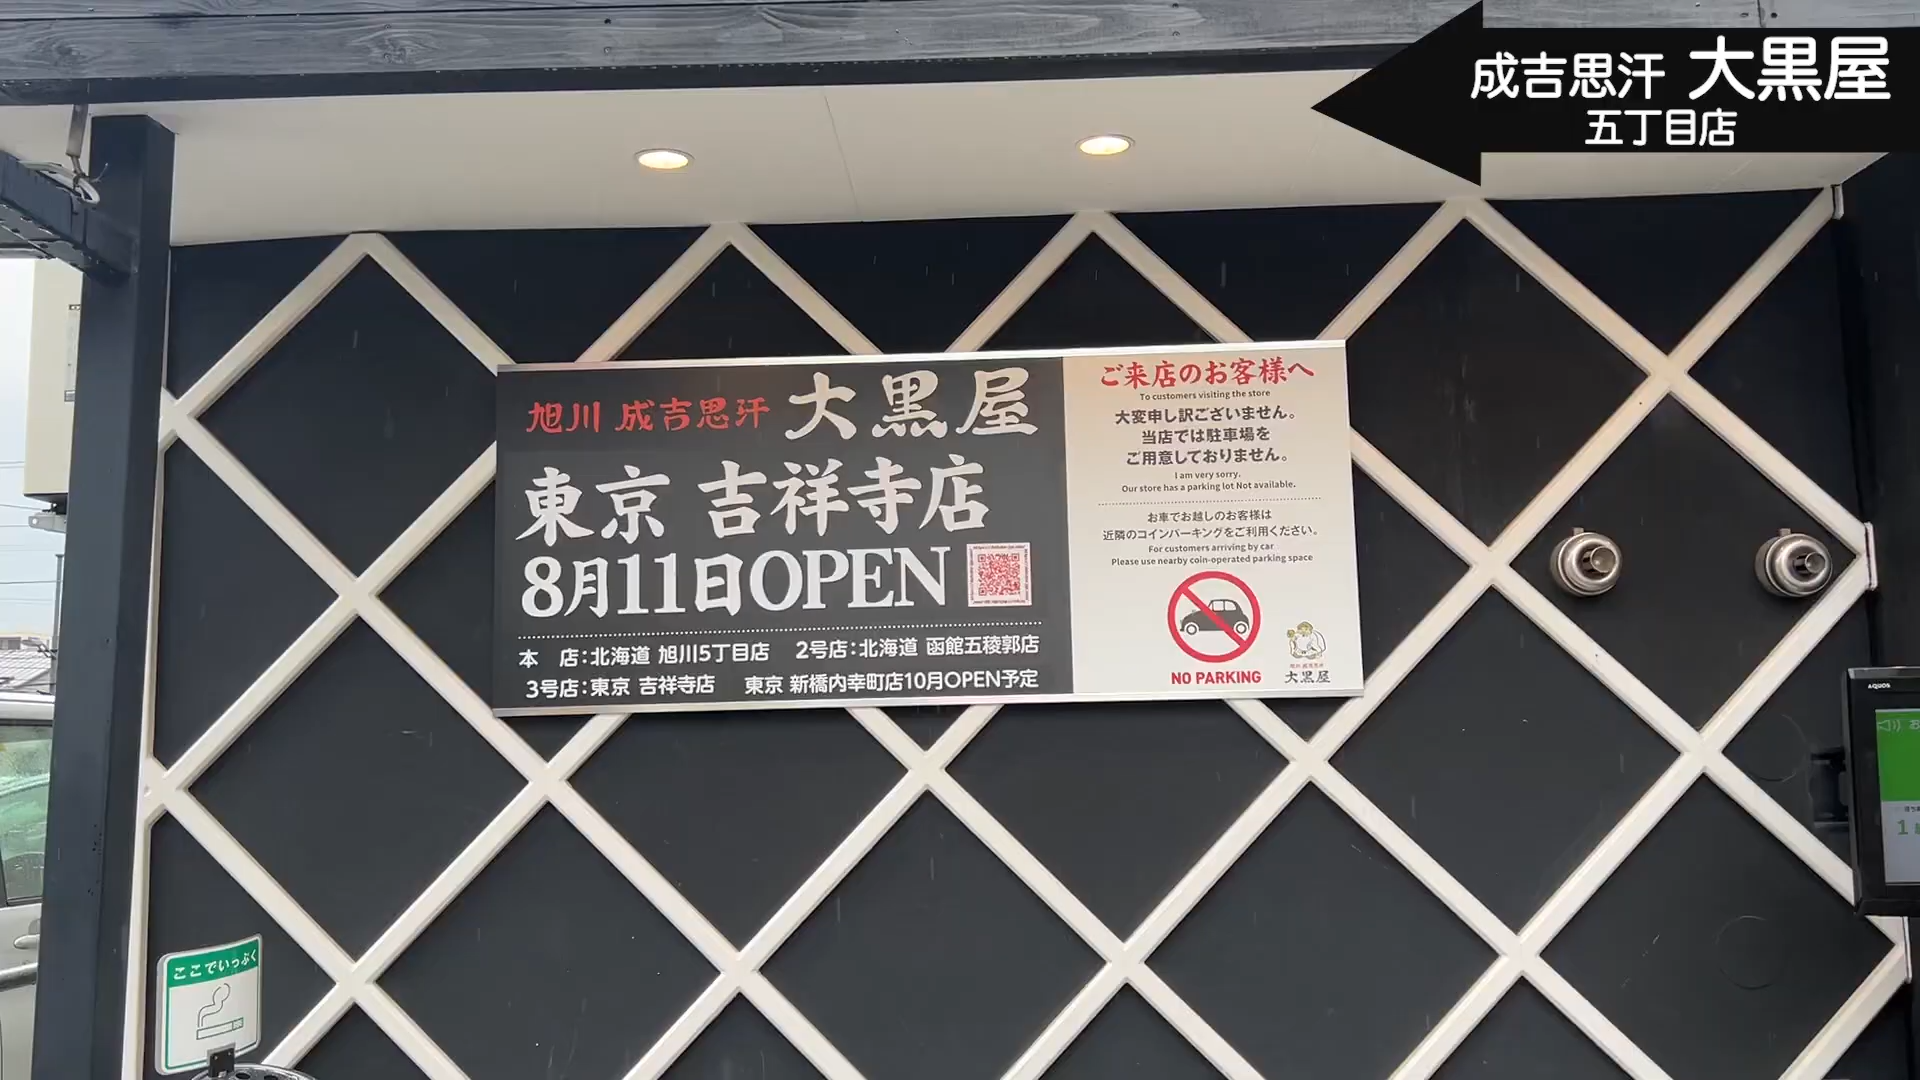 成吉思汗 大黒屋
五丁目店
旭川 成吉思汗 大黒屋
東京 吉祥寺店
8月11日OPEN
本　店：北海道 旭川5丁目店　2号店：北海道 函館五稜郭店
3号店：東京 吉祥寺店　東京 新橋内幸町店10月OPEN予定
ご来店のお客様へ
To customers visiting the store
大変申し訳ございません。
当店では駐車場を
ご用意しておりません。
I am very sorry.
Our store has a parking lot Not available.
お車でお越しのお客様は
近隣のコインパーキングをご利用ください。
For customers arriving by car
Please use nearby coin-operated parking space
NO PARKING
旭川 成吉思汗
大黒屋
AQUOS
お
1
ここでいっぷく